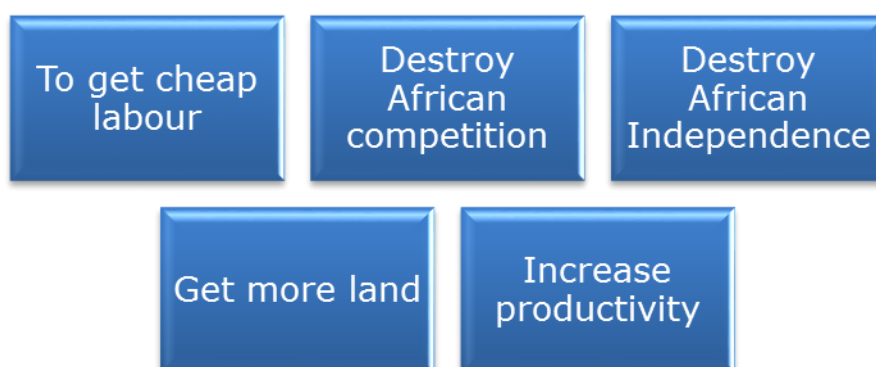 To get cheap
labour
Destroy
African
competition
Destroy
African
Independence
Get more land
Increase
productivity